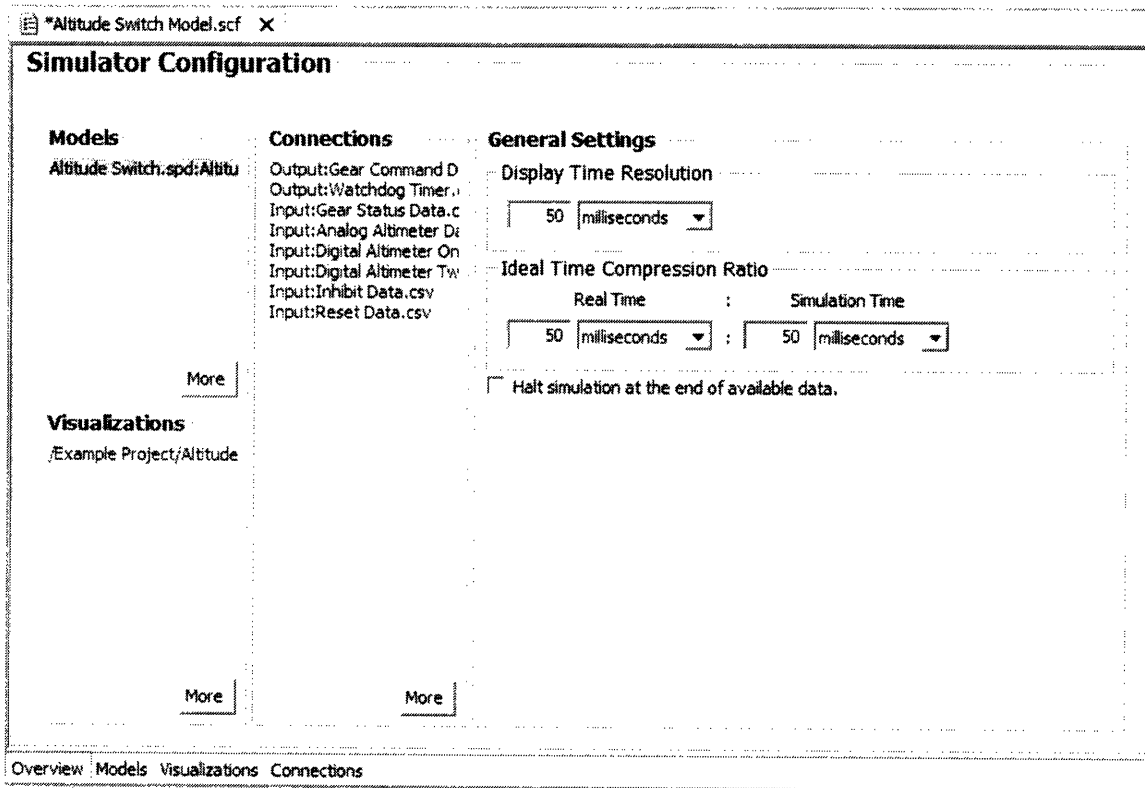 *Altitude Switch Model.scf X
Simulator Configuration
Models
Altitude Switch.spd:Altitu
More
Visualizations
/Example Project/Altitude
More
Connections
Output:Gear Command D
Output:Watchdog Timer.
Input:Gear Status Data.c
Input:Analog Altimeter Da
Input:Digital Altimeter On
Input:Digital Altimeter Tw
Input:Inhibit Data.csv
Input:Reset Data.csv
More
General Settings
Display Time Resolution
50 milliseconds
Ideal Time Compression Ratio
Real Time : Simulation Time
50 milliseconds : 50 milliseconds
Halt simulation at the end of available data.
Overview Models Visualizations Connections